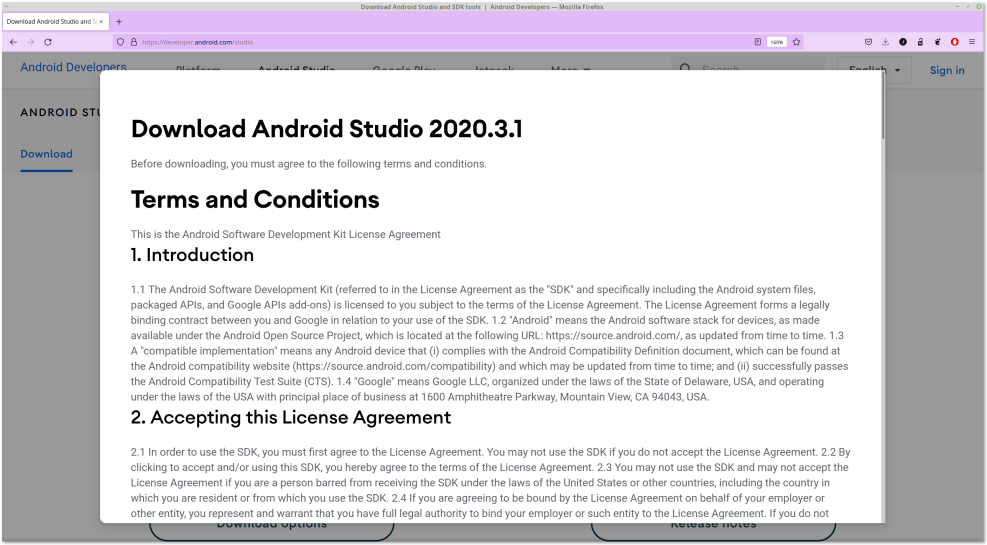 Download Android Studio and SDK tools | Android Developers — Mozilla Firefox
Download Android Studio and SD
https://developer.android.com/studio
160%
Android Developers
Platform Android Studio Google Play Jetpack More Search English Sign in
ANDROID STU
Download
Download Android Studio 2020.3.1
Before downloading, you must agree to the following terms and conditions.
Terms and Conditions
This is the Android Software Development Kit License Agreement
1. Introduction
1.1 The Android Software Development Kit (referred to in the License Agreement as the "SDK" and specifically including the Android system files,
packaged APIs, and Google APIs add-ons) is licensed to you subject to the terms of the License Agreement. The License Agreement forms a legally
binding contract between you and Google in relation to your use of the SDK. 1.2 "Android" means the Android software stack for devices, as made
available under the Android Open Source Project, which is located at the following URL: https://source.android.com/, as updated from time to time. 1.3
A "compatible implementation" means any Android device that (i) complies with the Android Compatibility Definition document, which can be found at
the Android compatibility website (https://source.android.com/compatibility) and which may be updated from time to time; and (ii) successfully passes
the Android Compatibility Test Suite (CTS). 1.4 "Google" means Google LLC, organized under the laws of the State of Delaware, USA, and operating
under the laws of the USA with principal place of business at 1600 Amphitheatre Parkway, Mountain View, CA 94043, USA.
2. Accepting this License Agreement
2.1 In order to use the SDK, you must first agree to the License Agreement. You may not use the SDK if you do not accept the License Agreement. 2.2 By
clicking to accept and/or using this SDK, you hereby agree to the terms of the License Agreement. 2.3 You may not use the SDK and may not accept the
License Agreement if you are a person barred from receiving the SDK under the laws of the United States or other countries, including the country in
which you are resident or from which you use the SDK. 2.4 If you are agreeing to be bound by the License Agreement on behalf of your employer or
other entity, you represent and warrant that you have full legal authority to bind your employer or such entity to the License Agreement. If you do not
Download options
Release notes